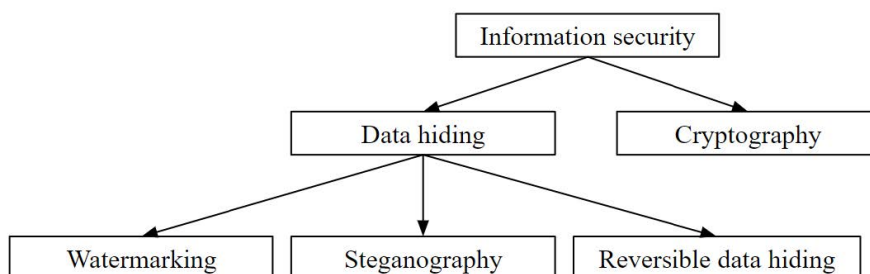 Information security
Data hiding
Cryptography
Watermarking
Steganography
Reversible data hiding